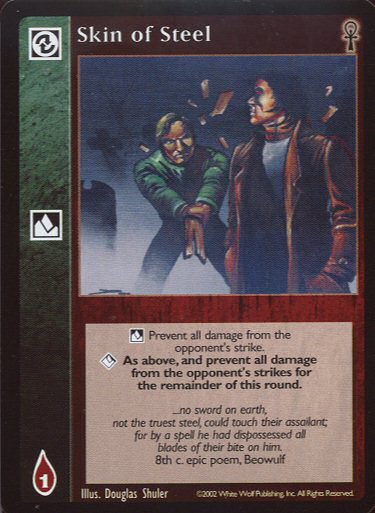 Skin of Steel
Prevent all damage from the
opponent's strike.
As above, and prevent all damage
from the opponent's strikes for
the remainder of this round.
...no sword on earth,
not the truest steel, could touch their assailant;
for by a spell he had dispossessed all
blades of their bite on him.
8th c. epic poem, Beowulf
1
Illus. Douglas Shuler
©2002 White Wolf Publishing, Inc. All Rights Reserved.